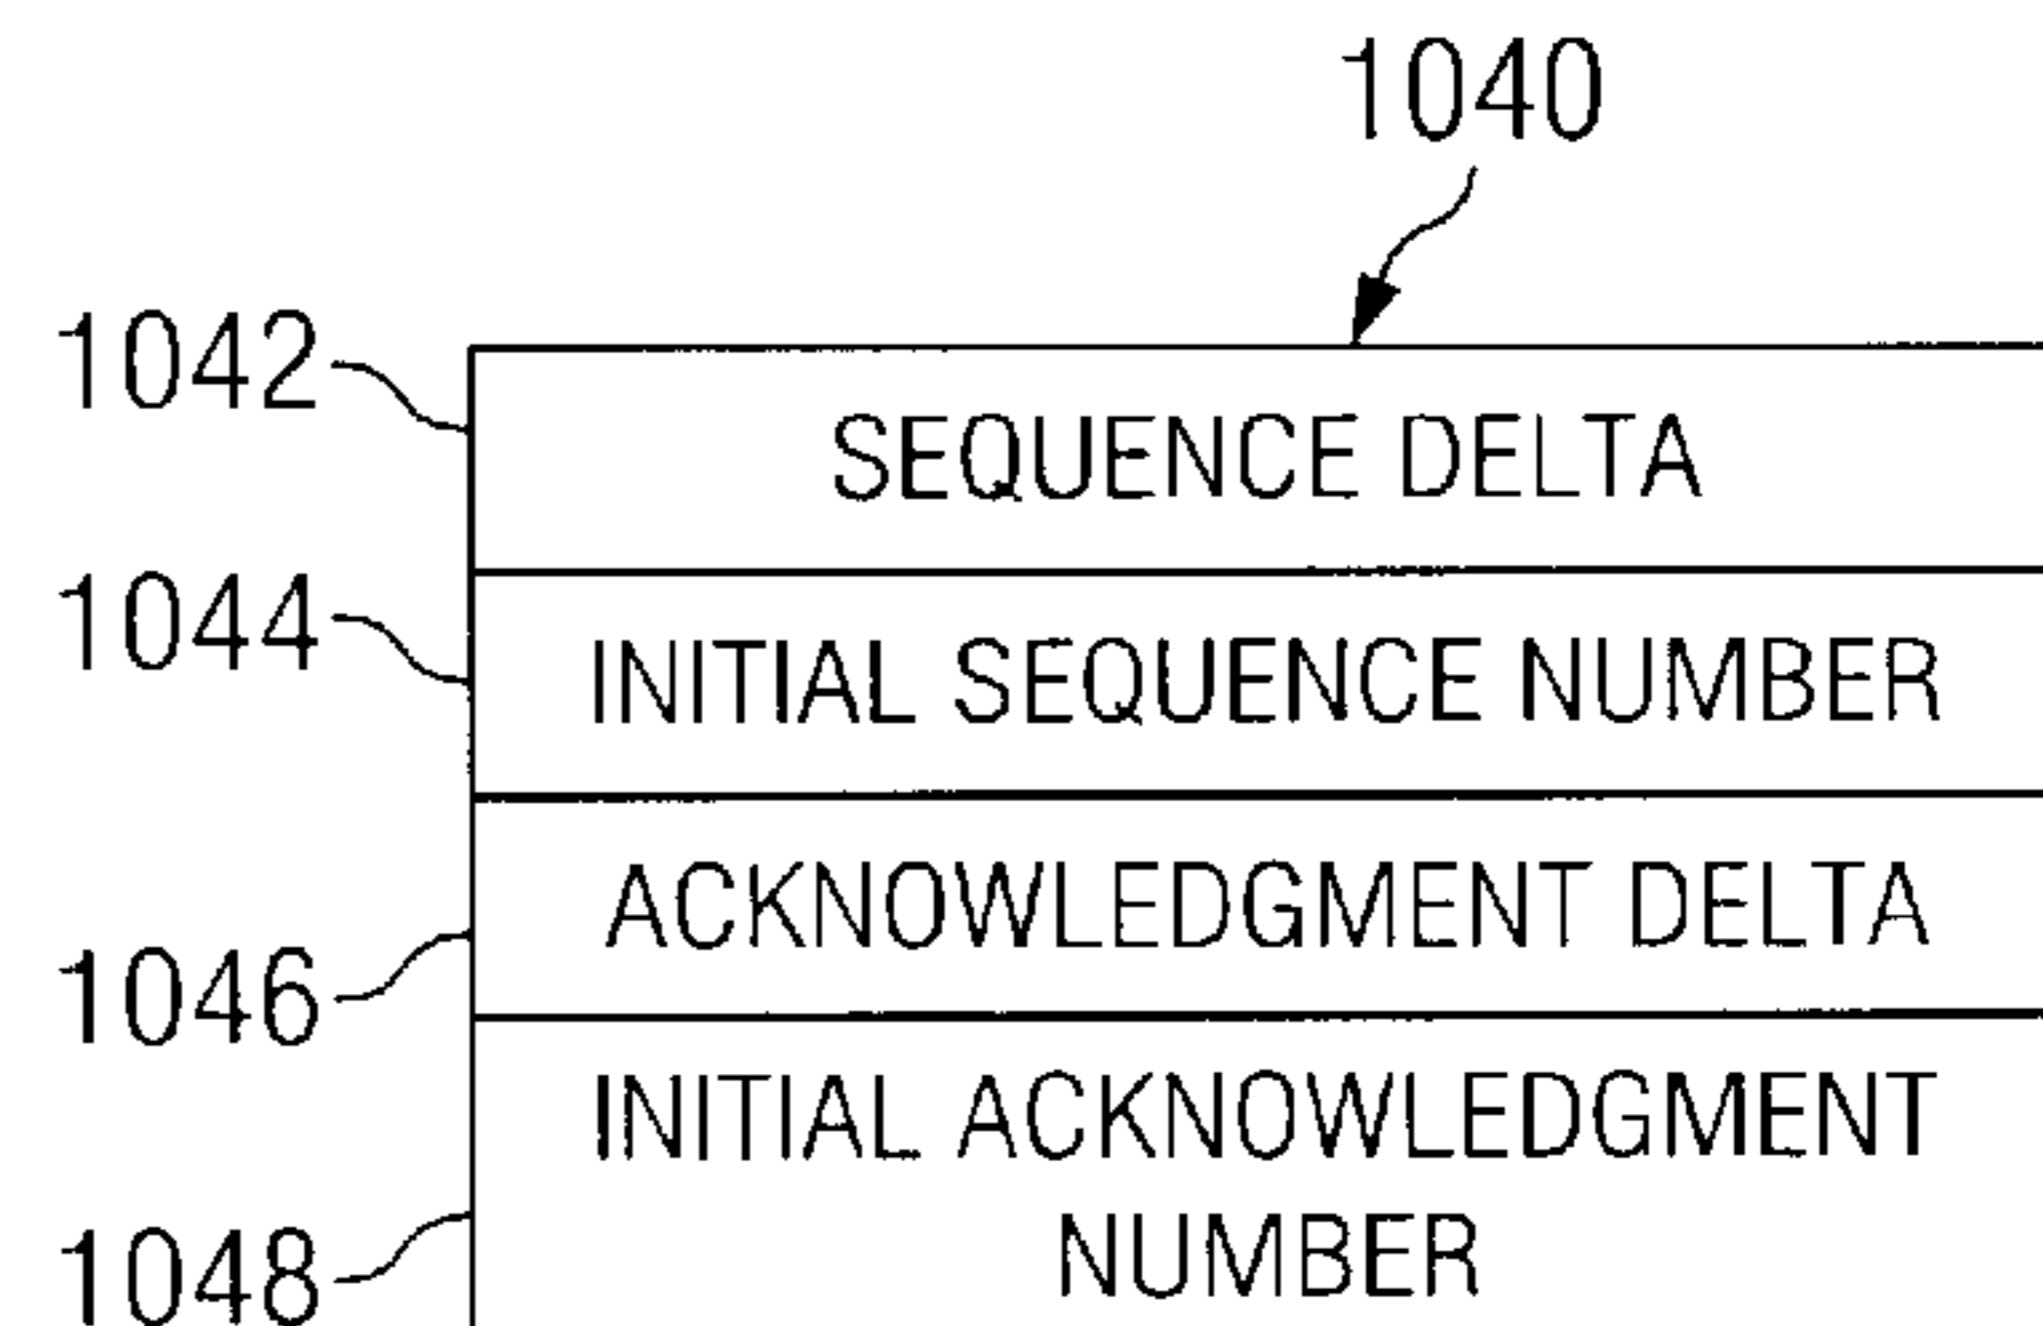 1040
1042
SEQUENCE DELTA
1044
INITIAL SEQUENCE NUMBER
ACKNOWLEDGMENT DELTA
1046
INITIAL ACKNOWLEDGMENT
NUMBER
1048